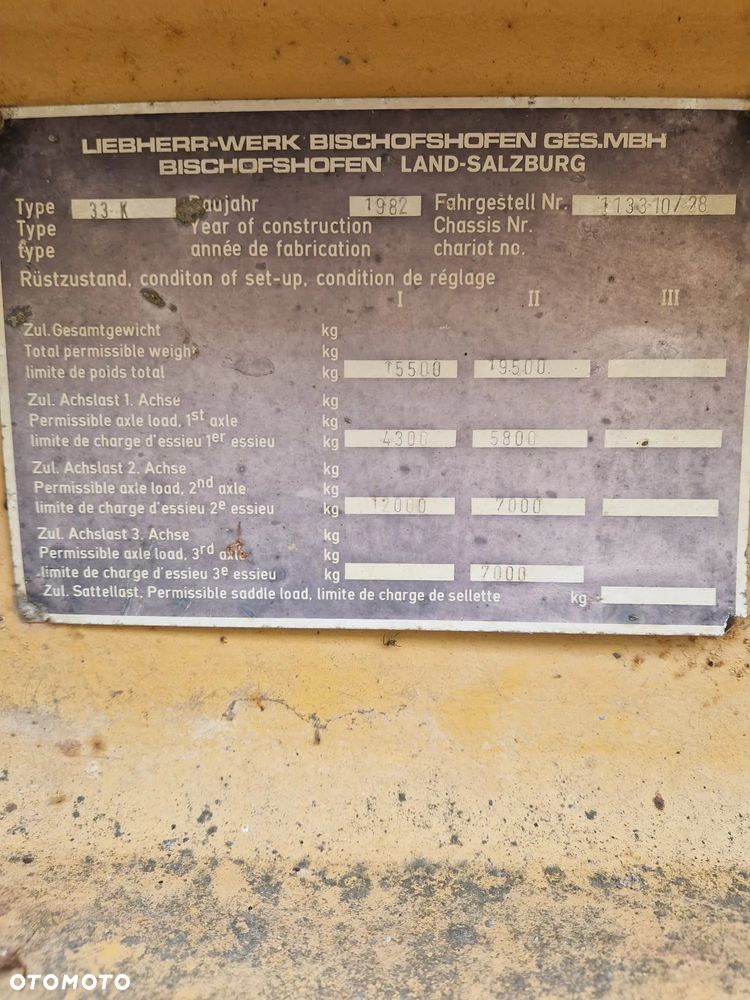 LIEBHERR-WERK BISCHOFSHOFEN GES.MBH
BISCHOFSHOFEN LAND-SALZBURG
Type 33 K Baujahr 1982 Fahrgestell Nr. 1133-10/28
Type Year of construction Chassis Nr.
type année de fabrication chariot no.
Rüstzustand, conditon of set-up, condition de réglage
I II III
Zul. Gesamtgewicht kg
Total permissible weight kg
limite de poids total kg 15500 19500
Zul. Achslast 1. Achse kg
Permissible axle load, 1st axle kg
limite de charge d'essieu 1er essieu kg 4300 5800
Zul. Achslast 2. Achse kg
Permissible axle load, 2nd axle kg
limite de charge d'essieu 2e essieu kg 12000 7000
Zul. Achslast 3. Achse kg
Permissible axle load, 3rd axle kg
limite de charge d'essieu 3e essieu kg 7000
Zul. Sattellast, Permissible saddle load, limite de charge de sellette kg
OTOMOTO